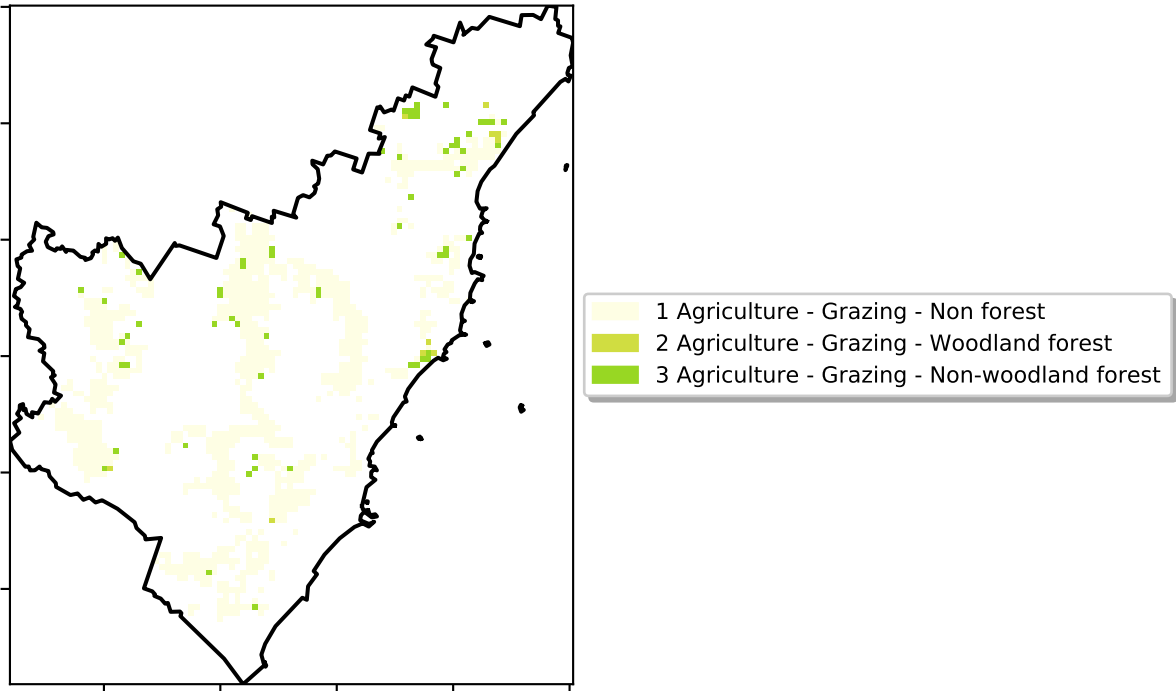 1 Agriculture - Grazing - Non forest
2 Agriculture - Grazing - Woodland forest
3 Agriculture - Grazing - Non-woodland forest